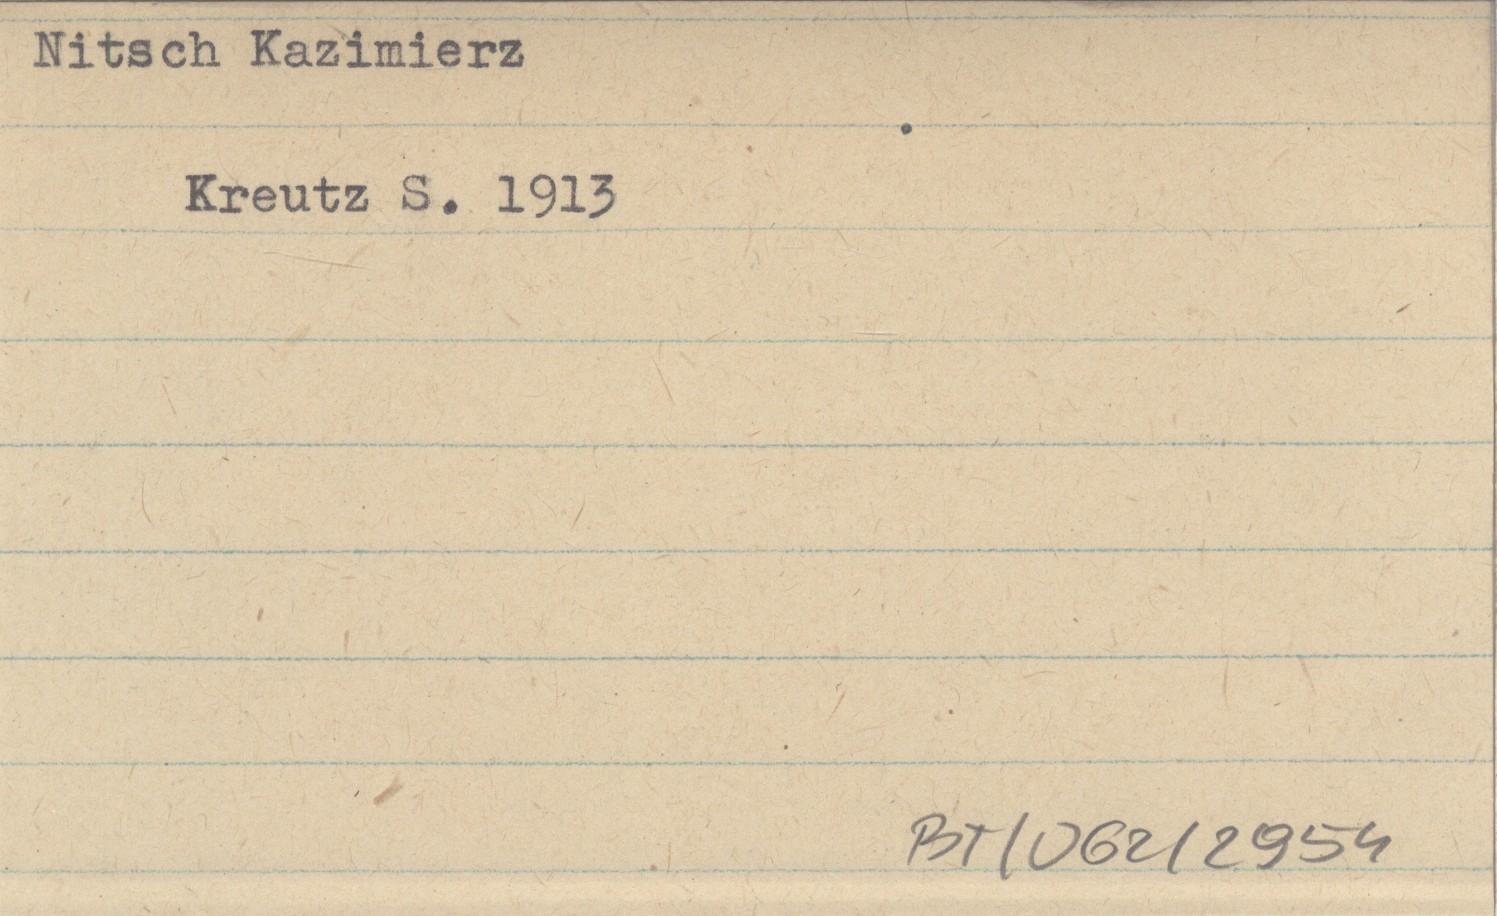 Nitsch Kazimierz
Kreutz S. 1913
BT/062/2954